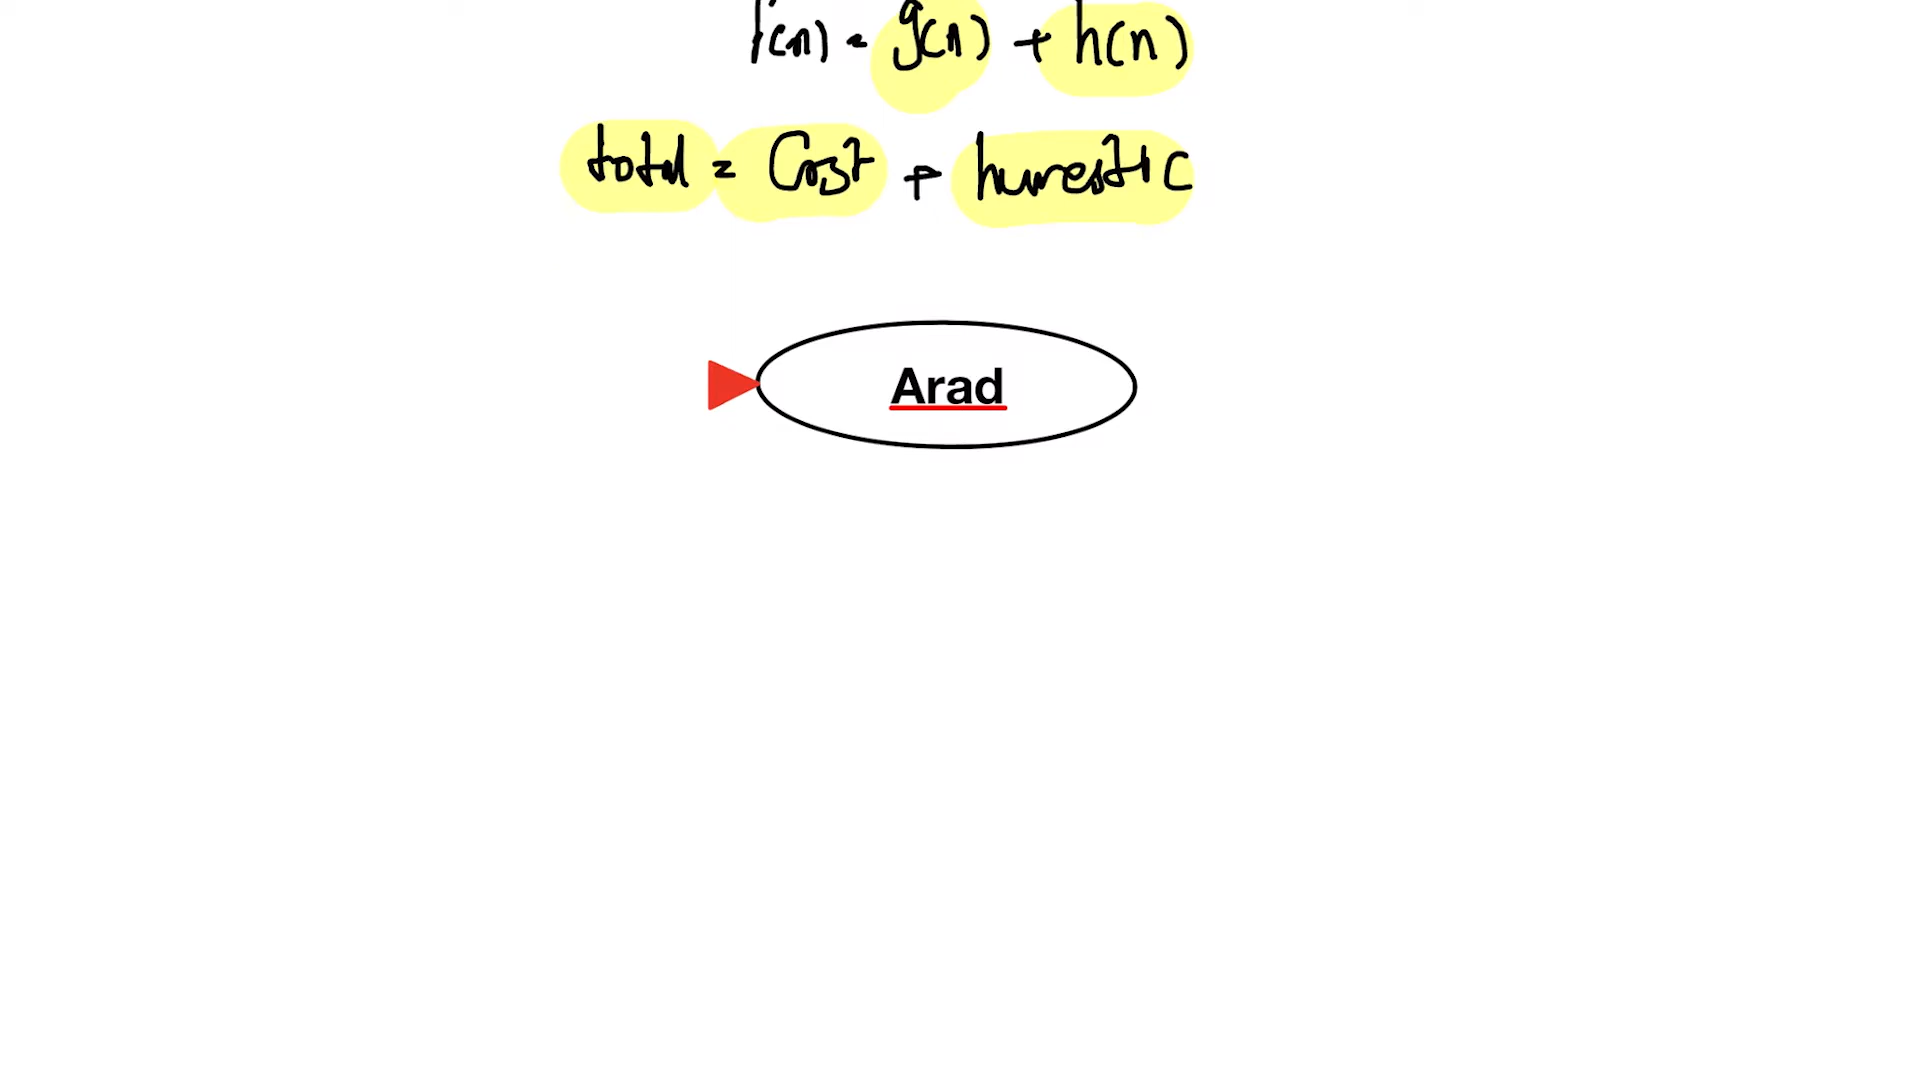 f(n) = g(n) + h(n)
total = Cost + hurestic
Arad